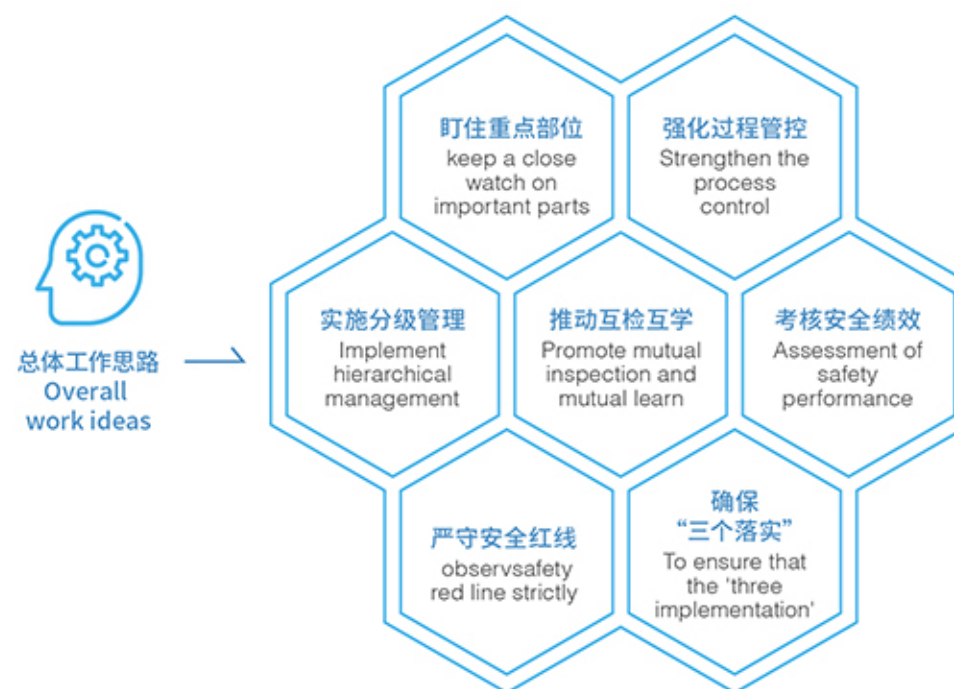 盯住重点部位
keep a close
watch on
important parts
强化过程管控
Strengthen the
process
control
总体工作思路
Overall
work ideas
实施分级管理
Implement
hierarchical
management
推动互检互学
Promote mutual
inspection and
mutual learn
考核安全绩效
Assessment of
safety
performance
严守安全红线
observsafety
red line strictly
确保
“三个落实”
To ensure that
the 'three
implementation'